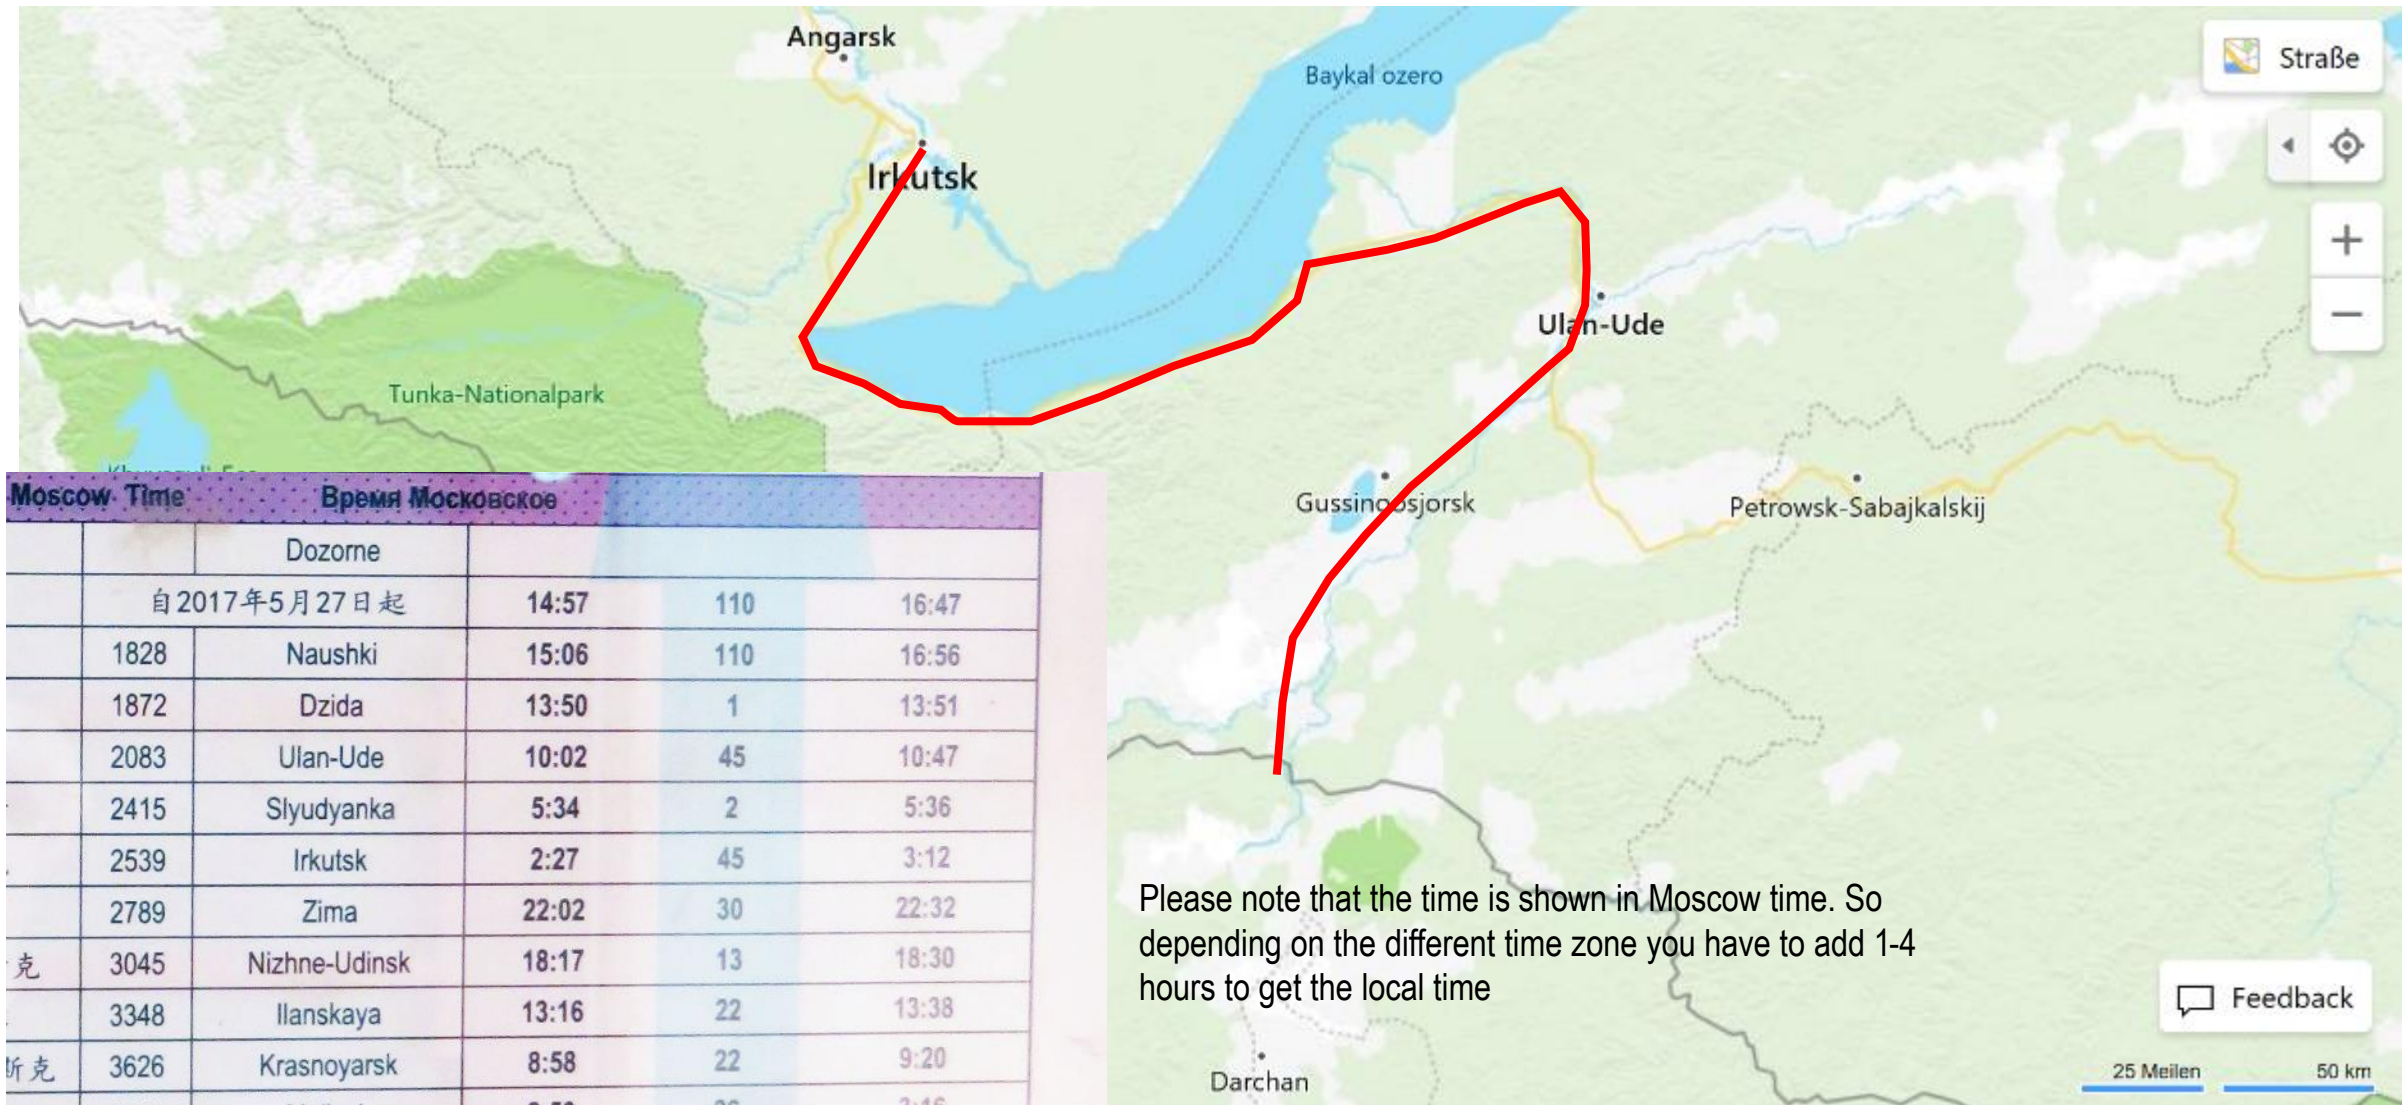 Angarsk
Baykal ozero
Straße
Irkutsk
Ulan-Ude
Tunka-Nationalpark
Gussinoosjorsk
Petrowsk-Sabajkalskij
Moscow Time Время Московское
Dozorne
自2017年5月27日起 14:57 110 16:47
1828 Naushki 15:06 110 16:56
1872 Dzida 13:50 1 13:51
2083 Ulan-Ude 10:02 45 10:47
2415 Slyudyanka 5:34 2 5:36
2539 Irkutsk 2:27 45 3:12
2789 Zima 22:02 30 22:32
克 3045 Nizhne-Udinsk 18:17 13 18:30
3348 Ilanskaya 13:16 22 13:38
斯克 3626 Krasnoyarsk 8:58 22 9:20
Please note that the time is shown in Moscow time. So
depending on the different time zone you have to add 1-4
hours to get the local time
Feedback
Darchan
25 Meilen 50 km